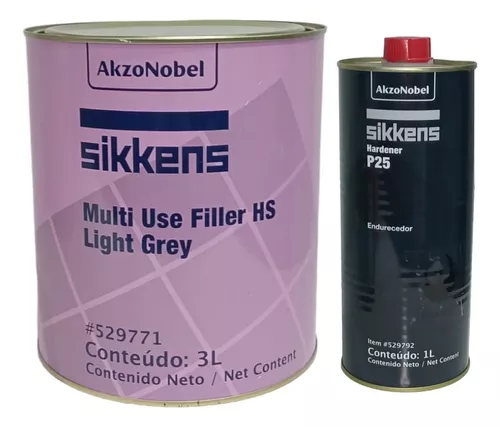 AkzoNobel
sikkens
Multi Use Filler HS
Light Grey
#529771
Conteúdo: 3L
Contenido Neto / Net Content
AkzoNobel
sikkens
Hardener
P25
Endurecedor
Item #529792
Conteúdo: 1L
Contenido Neto / Net Content